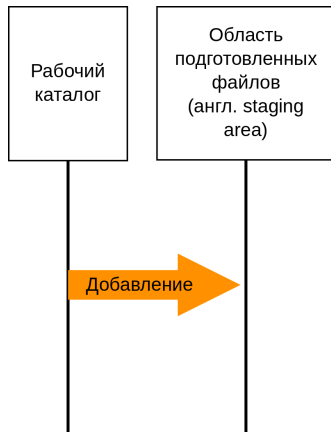 Рабочий
каталог
Область
подготовленных
файлов
(англ. staging
area)
Добавление